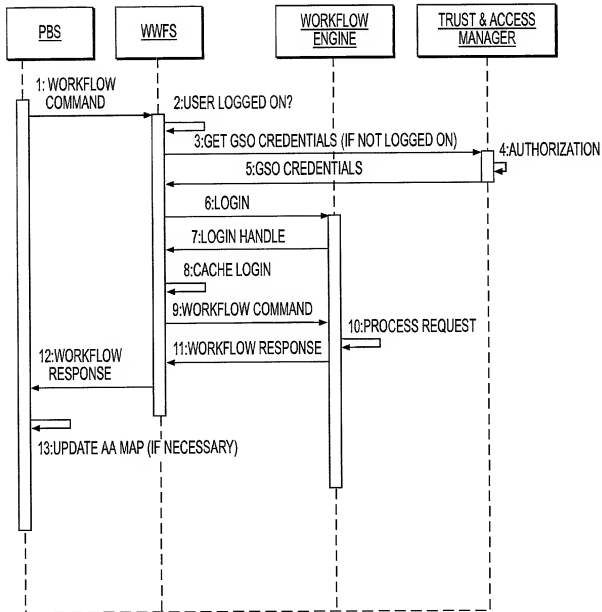 PBS
WWFS
WORKFLOW
ENGINE
TRUST & ACCESS
MANAGER
1: WORKFLOW
COMMAND
2:USER LOGGED ON?
3:GET GSO CREDENTIALS (IF NOT LOGGED ON)
4:AUTHORIZATION
5:GSO CREDENTIALS
6:LOGIN
7:LOGIN HANDLE
8:CACHE LOGIN
9:WORKFLOW COMMAND
10:PROCESS REQUEST
11:WORKFLOW RESPONSE
12:WORKFLOW
RESPONSE
13:UPDATE AA MAP (IF NECESSARY)